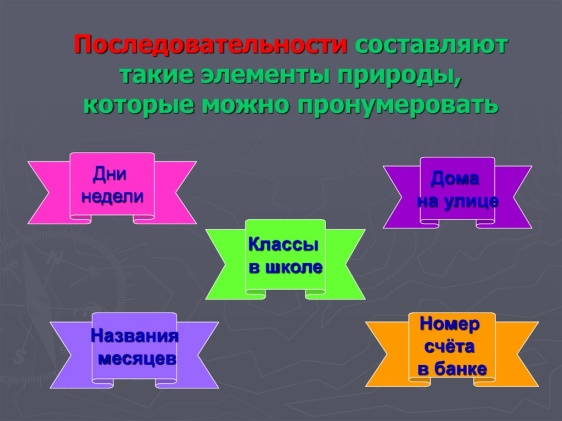 Последовательности составляют
такие элементы природы,
которые можно пронумеровать
Дни
недели
Дома
на улице
Классы
в школе
Названия
месяцев
Номер
счёта
в банке